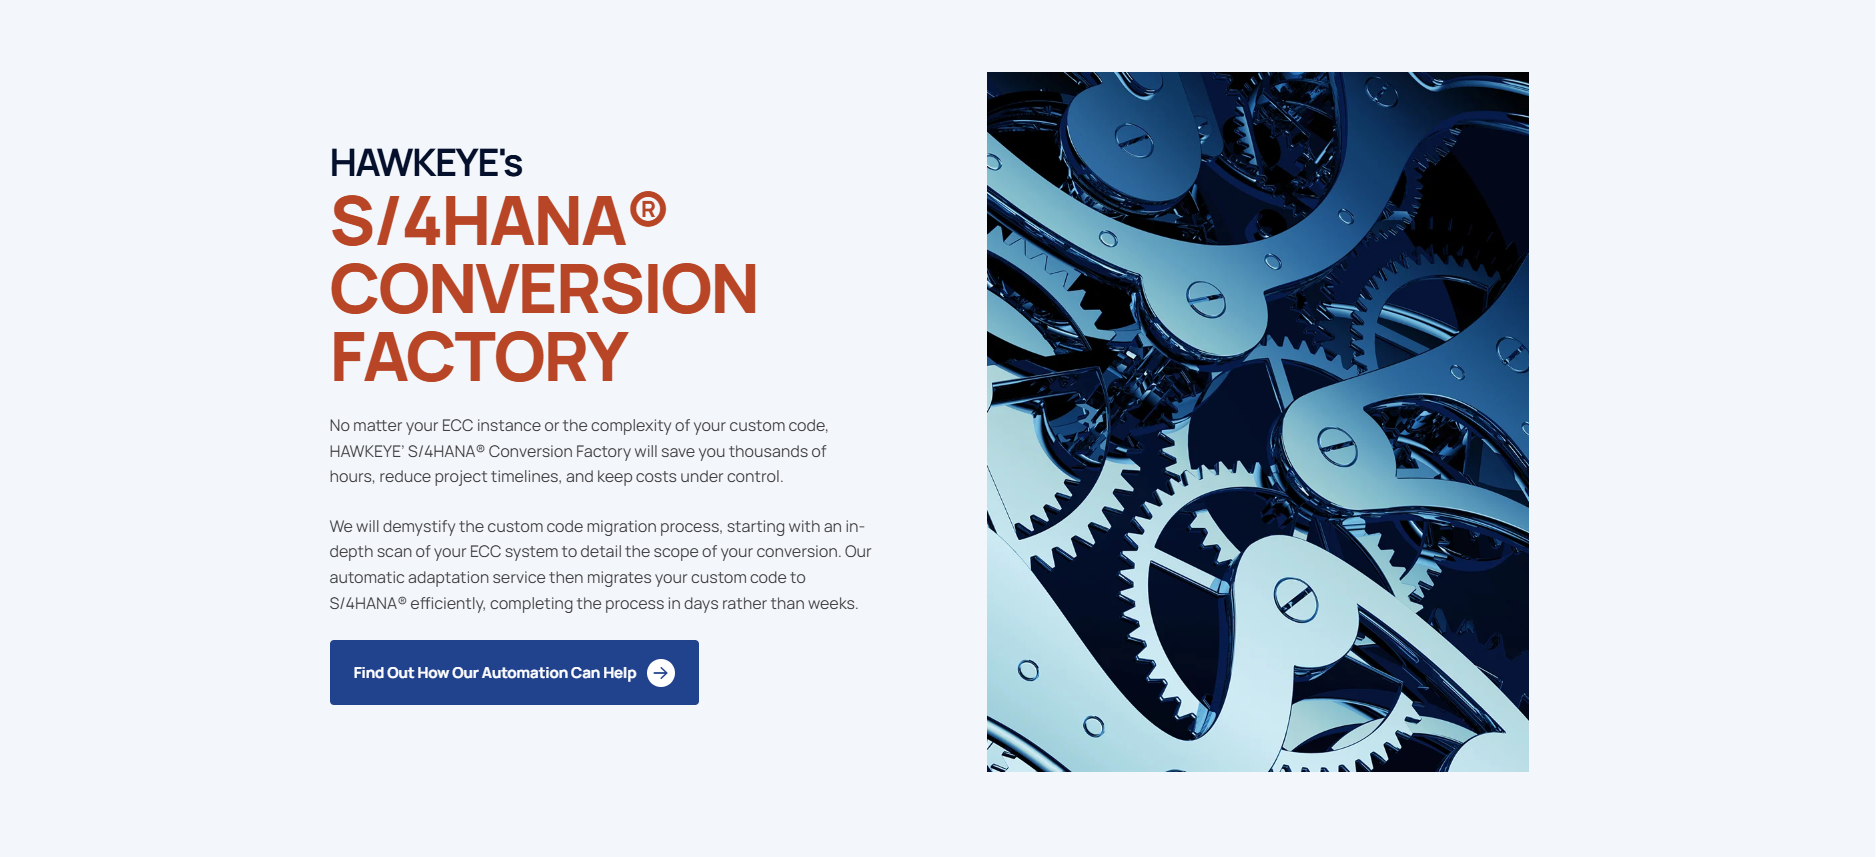 HAWKEYE's
S/4HANA®
CONVERSION
FACTORY
No matter your ECC instance or the complexity of your custom code,
HAWKEYE’ S/4HANA® Conversion Factory will save you thousands of
hours, reduce project timelines, and keep costs under control.
We will demystify the custom code migration process, starting with an in-
depth scan of your ECC system to detail the scope of your conversion. Our
automatic adaptation service then migrates your custom code to
S/4HANA® efficiently, completing the process in days rather than weeks.
Find Out How Our Automation Can Help